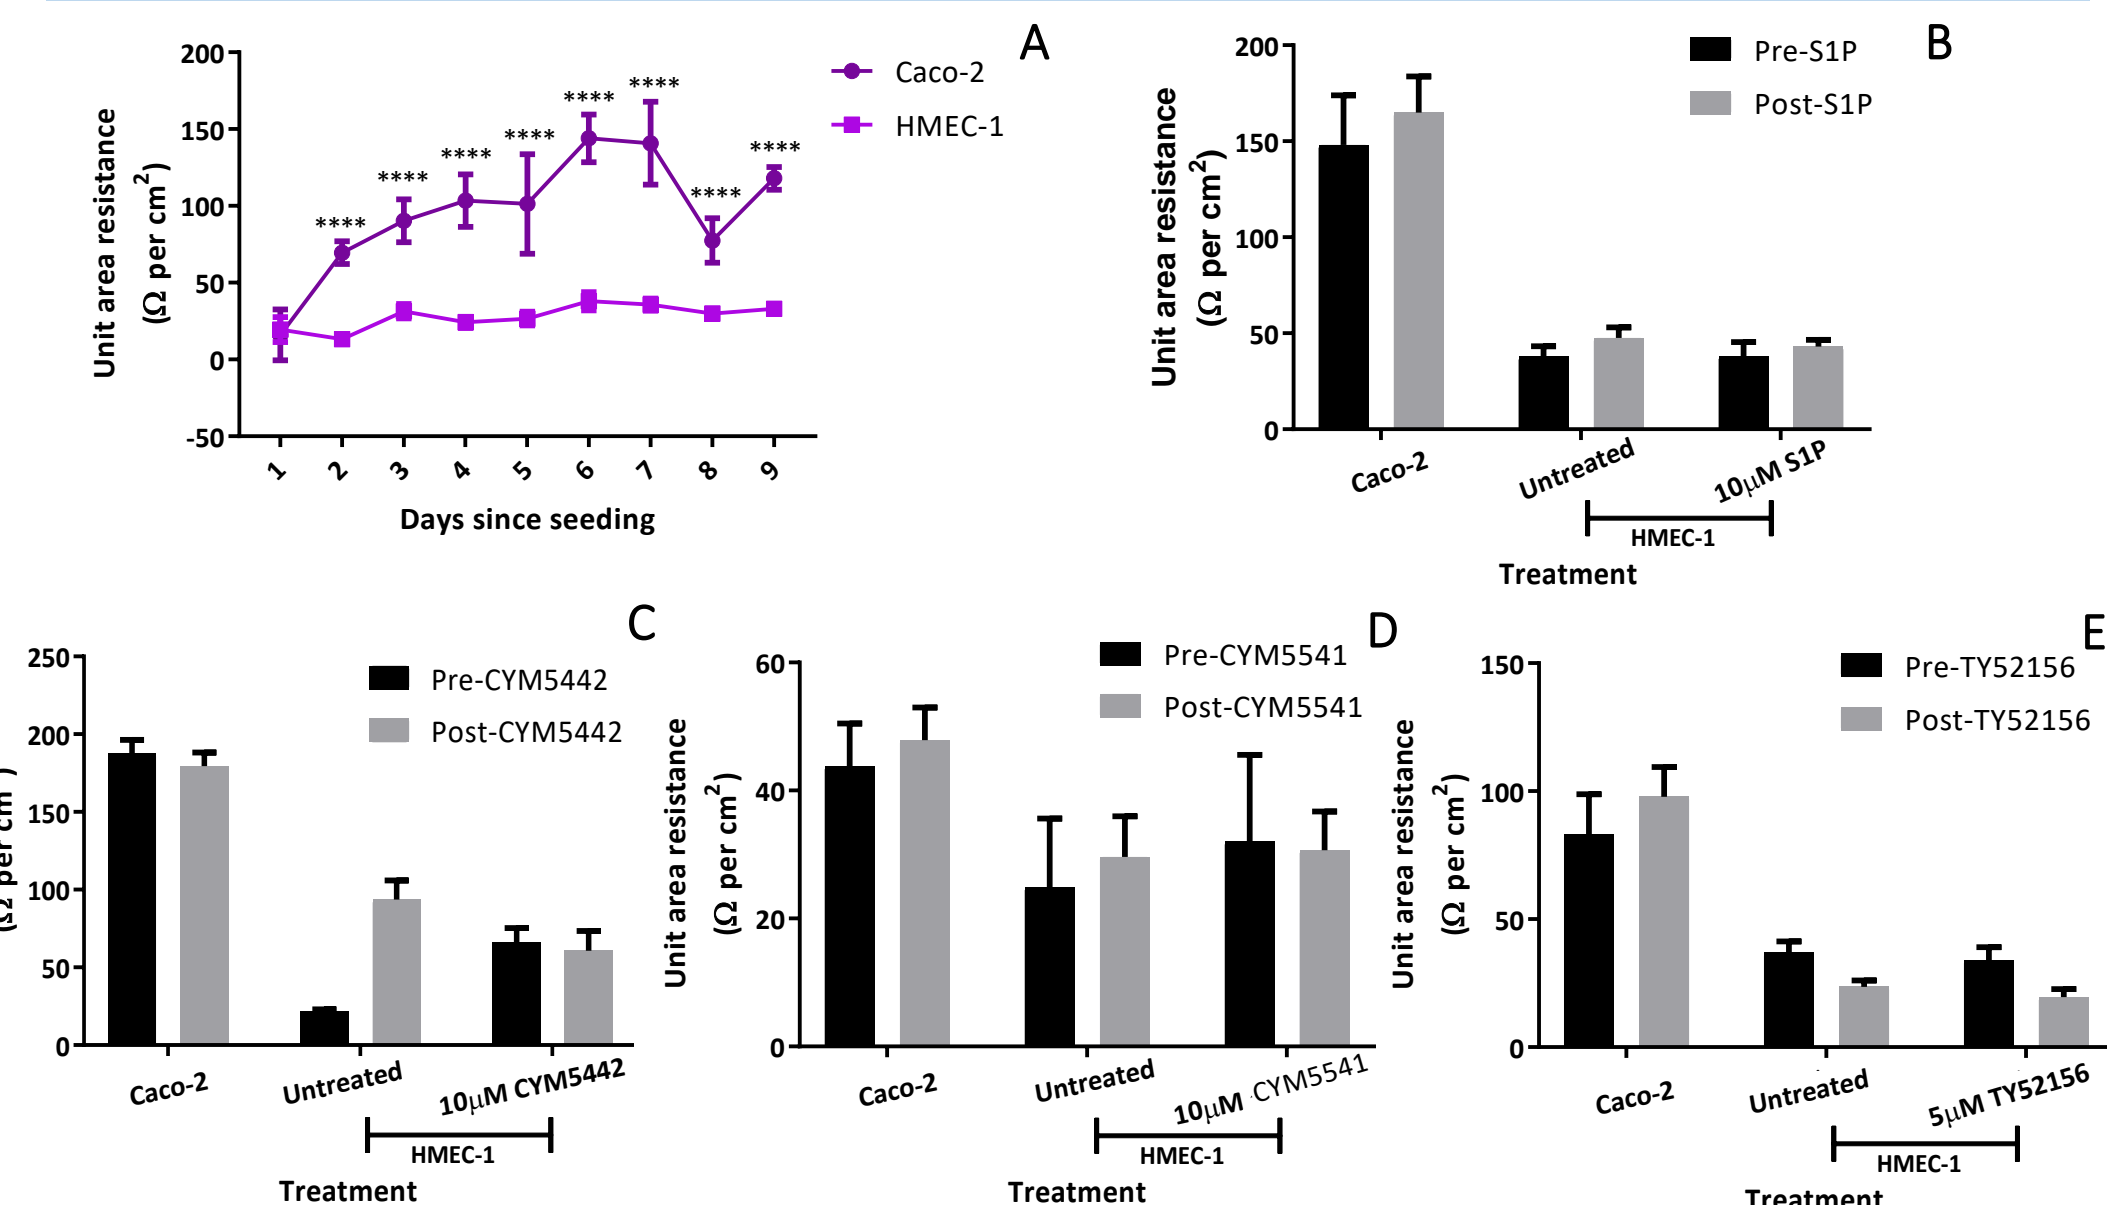 A
200
150
100
50
0
-50
Unit area resistance
(Ω per cm²)
****
****
****
****
****
****
****
****
Caco-2
HMEC-1
1 2 3 4 5 6 7 8 9
Days since seeding
B
200
150
100
50
0
Unit area resistance
(Ω per cm²)
Pre-S1P
Post-S1P
Caco-2
Untreated
10µM S1P
HMEC-1
Treatment
C
250
200
150
100
50
0
(Ω per cm
)
Pre-CYM5442
Post-CYM5442
Caco-2
Untreated
10µM CYM5442
HMEC-1
Treatment
D
60
40
20
0
Unit area resistance
(Ω per cm²)
Pre-CYM5541
Post-CYM5541
Caco-2
Untreated
10µM CYM5541
HMEC-1
Treatment
E
150
100
50
0
Unit area resistance
(Ω per cm²)
Pre-TY52156
Post-TY52156
Caco-2
Untreated
5µM TY52156
HMEC-1
Treatment